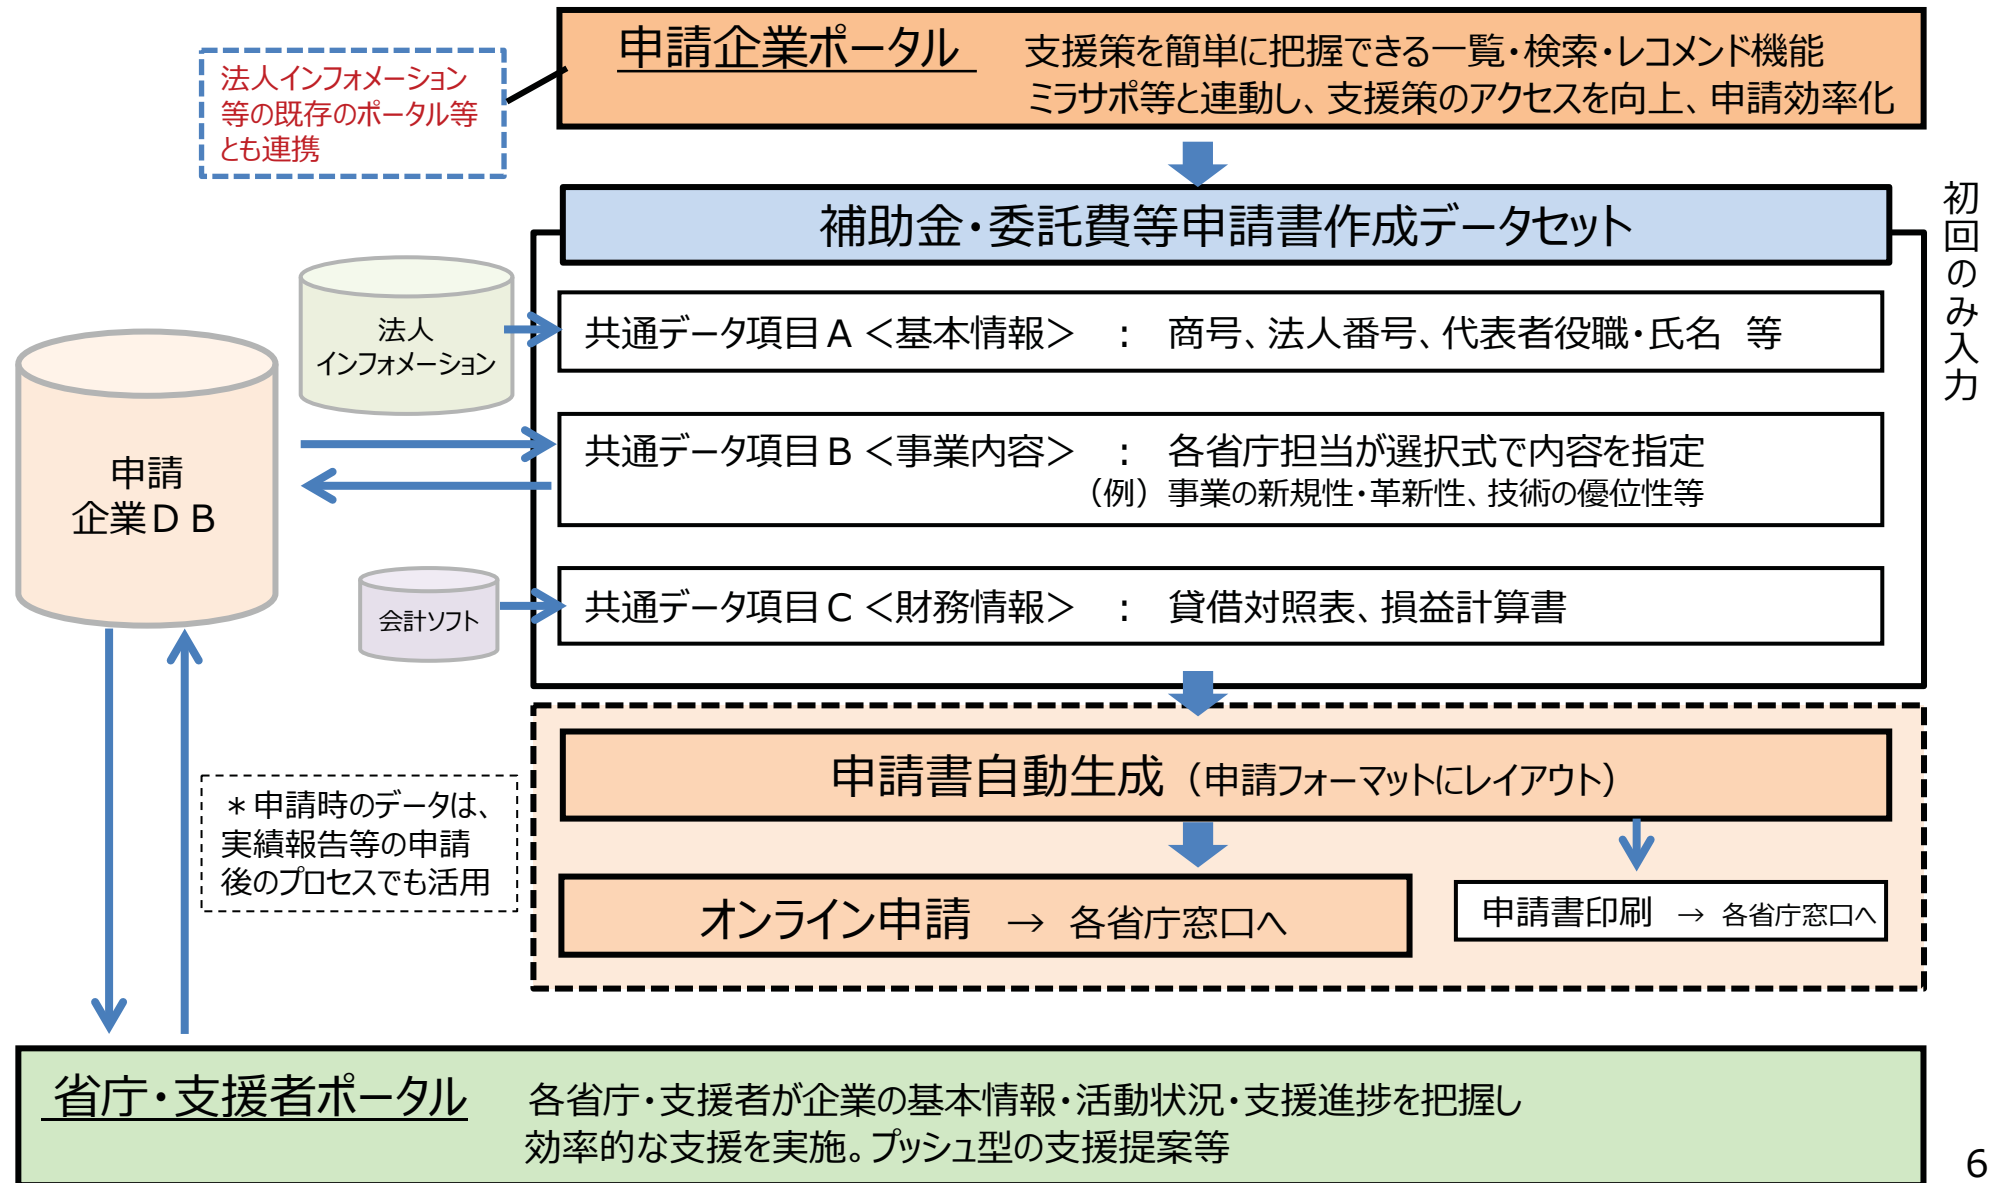 申請企業ポータル 支援策を簡単に把握できる一覧・検索・レコメンド機能
ミラサポ等と連動し、支援策のアクセスを向上、申請効率化
法人インフォメーション
等の既存のポータル等
とも連携
補助金・委託費等申請書作成データセット
初回のみ入力
法人
インフォメーション
共通データ項目A＜基本情報＞ ： 商号、法人番号、代表者役職・氏名 等
申請
企業DB
共通データ項目B＜事業内容＞ ： 各省庁担当が選択式で内容を指定
（例）事業の新規性・革新性、技術の優位性等
会計ソフト
共通データ項目C＜財務情報＞ ： 貸借対照表、損益計算書
申請書自動生成（申請フォーマットにレイアウト）
＊申請時のデータは、
実績報告等の申請
後のプロセスでも活用
オンライン申請 → 各省庁窓口へ
申請書印刷 → 各省庁窓口へ
省庁・支援者ポータル 各省庁・支援者が企業の基本情報・活動状況・支援進捗を把握し
効率的な支援を実施。プッシュ型の支援提案等
6